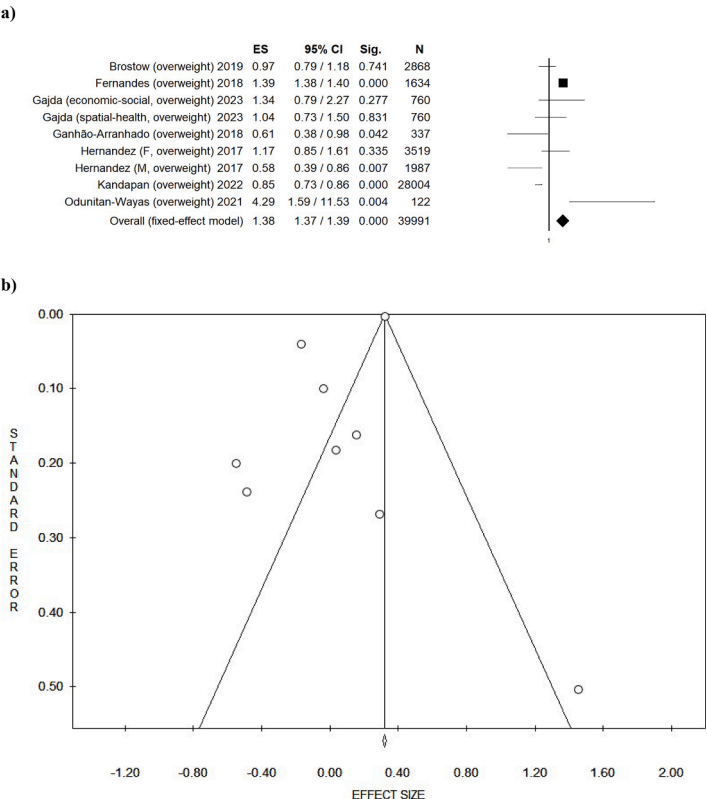 a)
ES 95% CI Sig. N
Brostow (overweight) 2019 0.97 0.79 / 1.18 0.741 2868
Fernandes (overweight) 2018 1.39 1.38 / 1.40 0.000 1634
Gajda (economic-social, overweight) 2023 1.34 0.79 / 2.27 0.277 760
Gajda (spatial-health, overweight) 2023 1.04 0.73 / 1.50 0.831 760
Ganhão-Arranhado (overweight) 2018 0.61 0.38 / 0.98 0.042 337
Hernandez (F, overweight) 2017 1.17 0.85 / 1.61 0.335 3519
Hernandez (M, overweight) 2017 0.58 0.39 / 0.86 0.007 1987
Kandapan (overweight) 2022 0.85 0.73 / 0.86 0.000 28004
Odunitan-Wayas (overweight) 2021 4.29 1.59 / 11.53 0.004 122
Overall (fixed-effect model) 1.38 1.37 / 1.39 0.000 39991
1
b)
STANDARD ERROR
0.00
0.10
0.20
0.30
0.40
0.50
-1.20 -0.80 -0.40 0.00 0.40 0.80 1.20 1.60 2.00
EFFECT SIZE